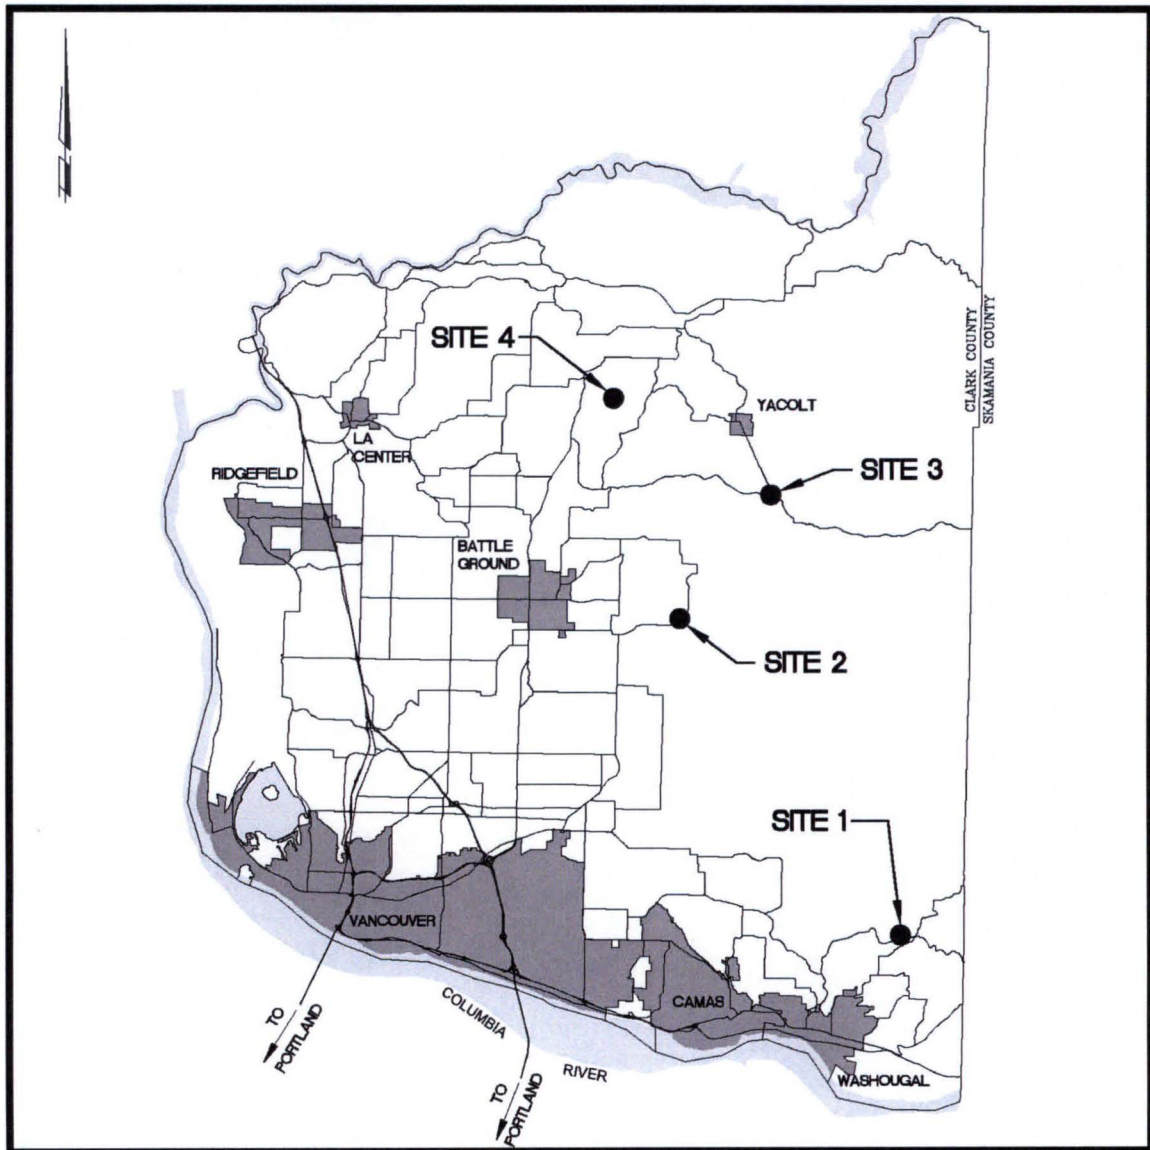 CLARK COUNTY
SKAMANIA COUNTY
SITE 4
YACOLT
LA
CENTER
RIDGEFIELD
SITE 3
BATTLE
GROUND
SITE 2
SITE 1
VANCOUVER
CAMAS
COLUMBIA
RIVER
WASHOUGAL
TO
PORTLAND
TO
PORTLAND